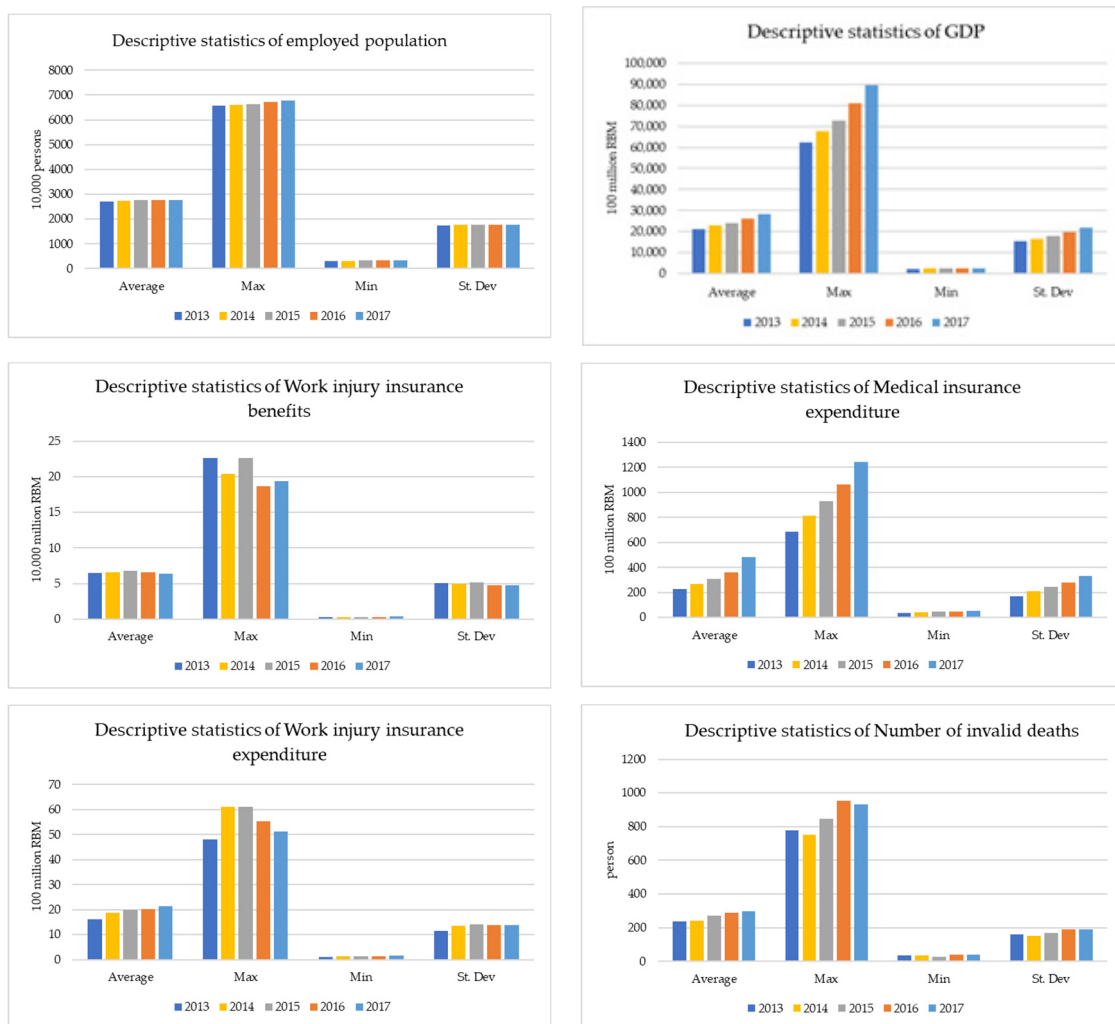 Descriptive statistics of employed population
10,000 persons
8000
7000
6000
5000
4000
3000
2000
1000
0
Average Max Min St. Dev
2013 2014 2015 2016 2017
Descriptive statistics of GDP
100 million RBM
100,000
90,000
80,000
70,000
60,000
50,000
40,000
30,000
20,000
10,000
0
Average Max Min St. Dev
2013 2014 2015 2016 2017
Descriptive statistics of Work injury insurance
benefits
10,000 million RBM
25
20
15
10
5
0
Average Max Min St. Dev
2013 2014 2015 2016 2017
Descriptive statistics of Medical insurance
expenditure
100 million RBM
1400
1200
1000
800
600
400
200
0
Average Max Min St. Dev
2013 2014 2015 2016 2017
Descriptive statistics of Work injury insurance
expenditure
100 million RBM
70
60
50
40
30
20
10
0
Average Max Min St. Dev
2013 2014 2015 2016 2017
Descriptive statistics of Number of invalid deaths
person
1200
1000
800
600
400
200
0
Average Max Min St. Dev
2013 2014 2015 2016 2017